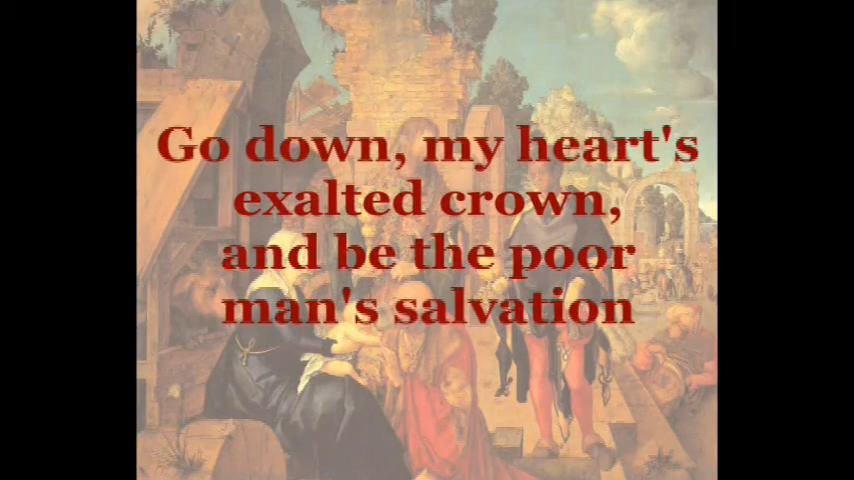 Go down, my heart's
exalted crown,
and be the poor
man's salvation